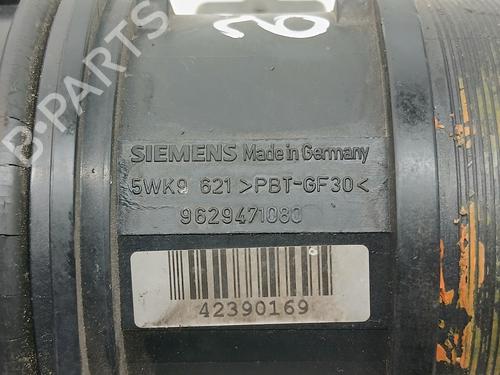 B-PARTS
SIEMENS Made in Germany
5WK9 621 >PBT-GF30<
9629471080
42390169